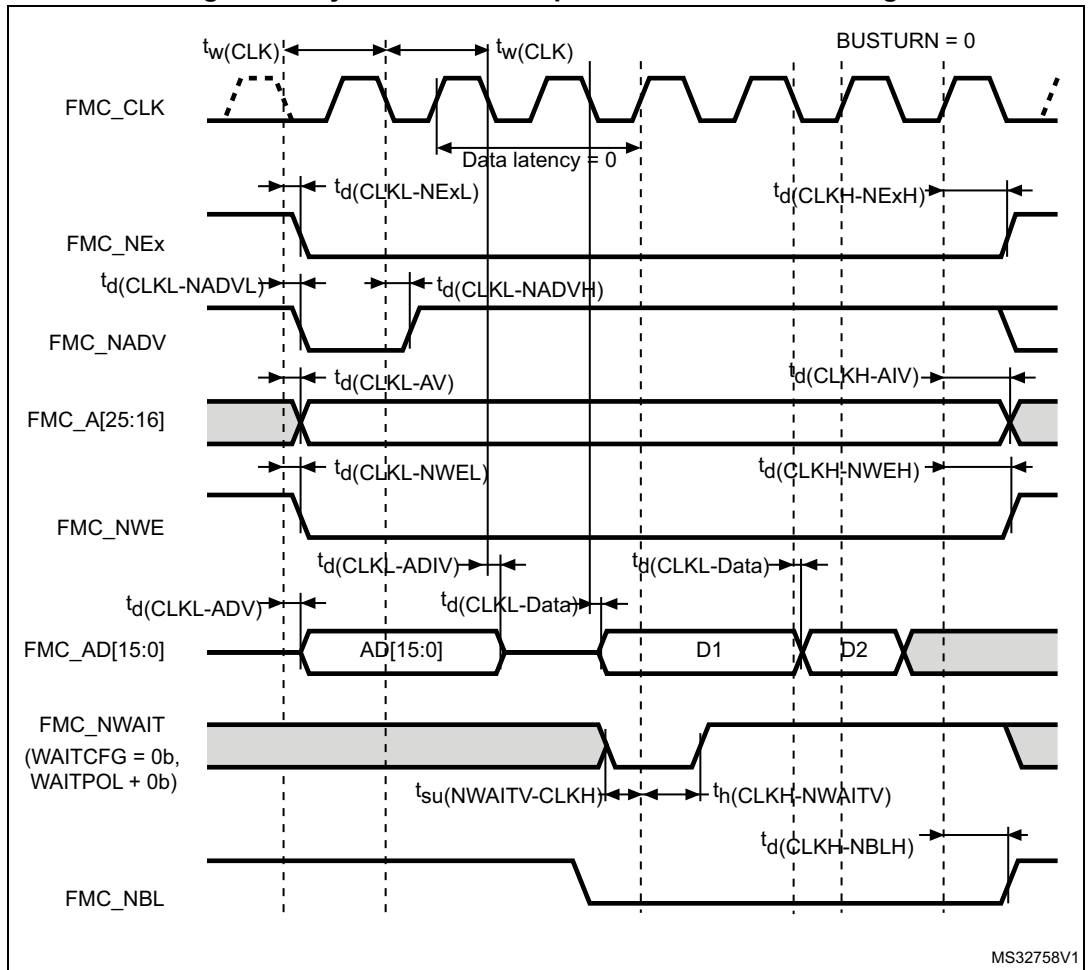 BUSTURN = 0
tw(CLK) tw(CLK)
FMC_CLK
Data latency = 0
td(CLKL-NExL) td(CLKH-NExH)
FMC_NEx
td(CLKL-NADVL) td(CLKL-NADVH)
FMC_NADV
td(CLKL-AV) td(CLKH-AIV)
FMC_A[25:16]
td(CLKL-NWEL) td(CLKH-NWEH)
FMC_NWE
td(CLKL-ADIV) td(CLKL-Data)
td(CLKL-ADV) td(CLKL-Data)
FMC_AD[15:0] AD[15:0] D1 D2
FMC_NWAIT
(WAITCFG = 0b,
WAITPOL + 0b)
tsu(NWAITV-CLKH) th(CLKH-NWAITV)
td(CLKH-NBLH)
FMC_NBL
MS32758V1